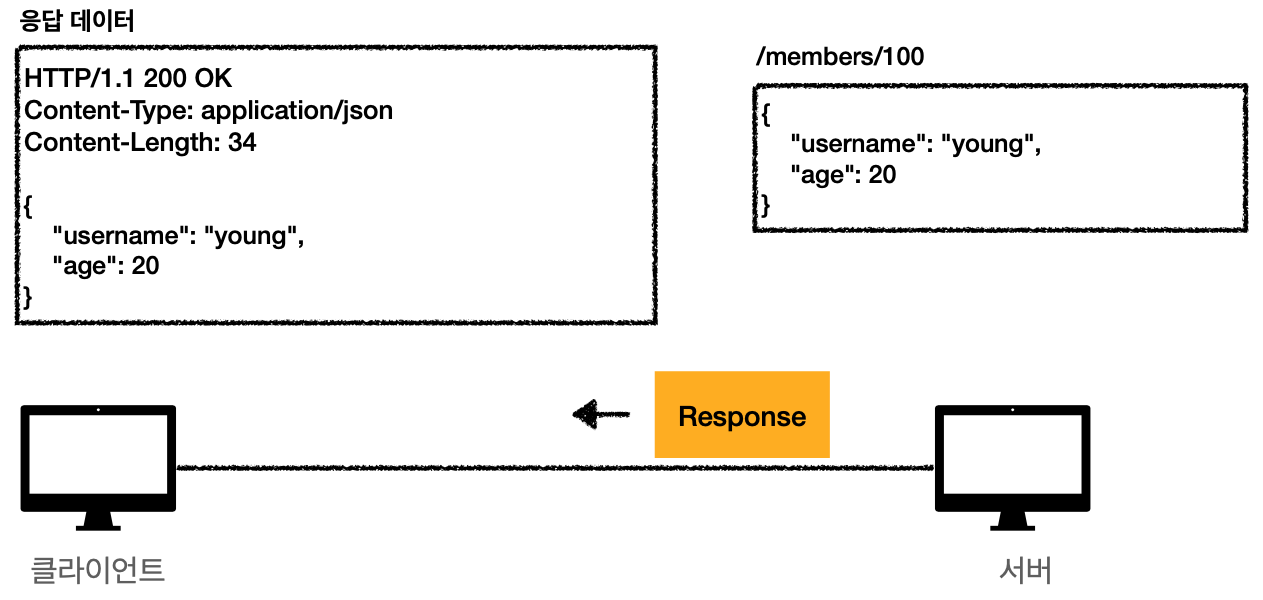 응답 데이터
HTTP/1.1 200 OK
Content-Type: application/json
Content-Length: 34
{
"username": "young",
"age": 20
}
/members/100
{
"username": "young",
"age": 20
}
Response
클라이언트
서버